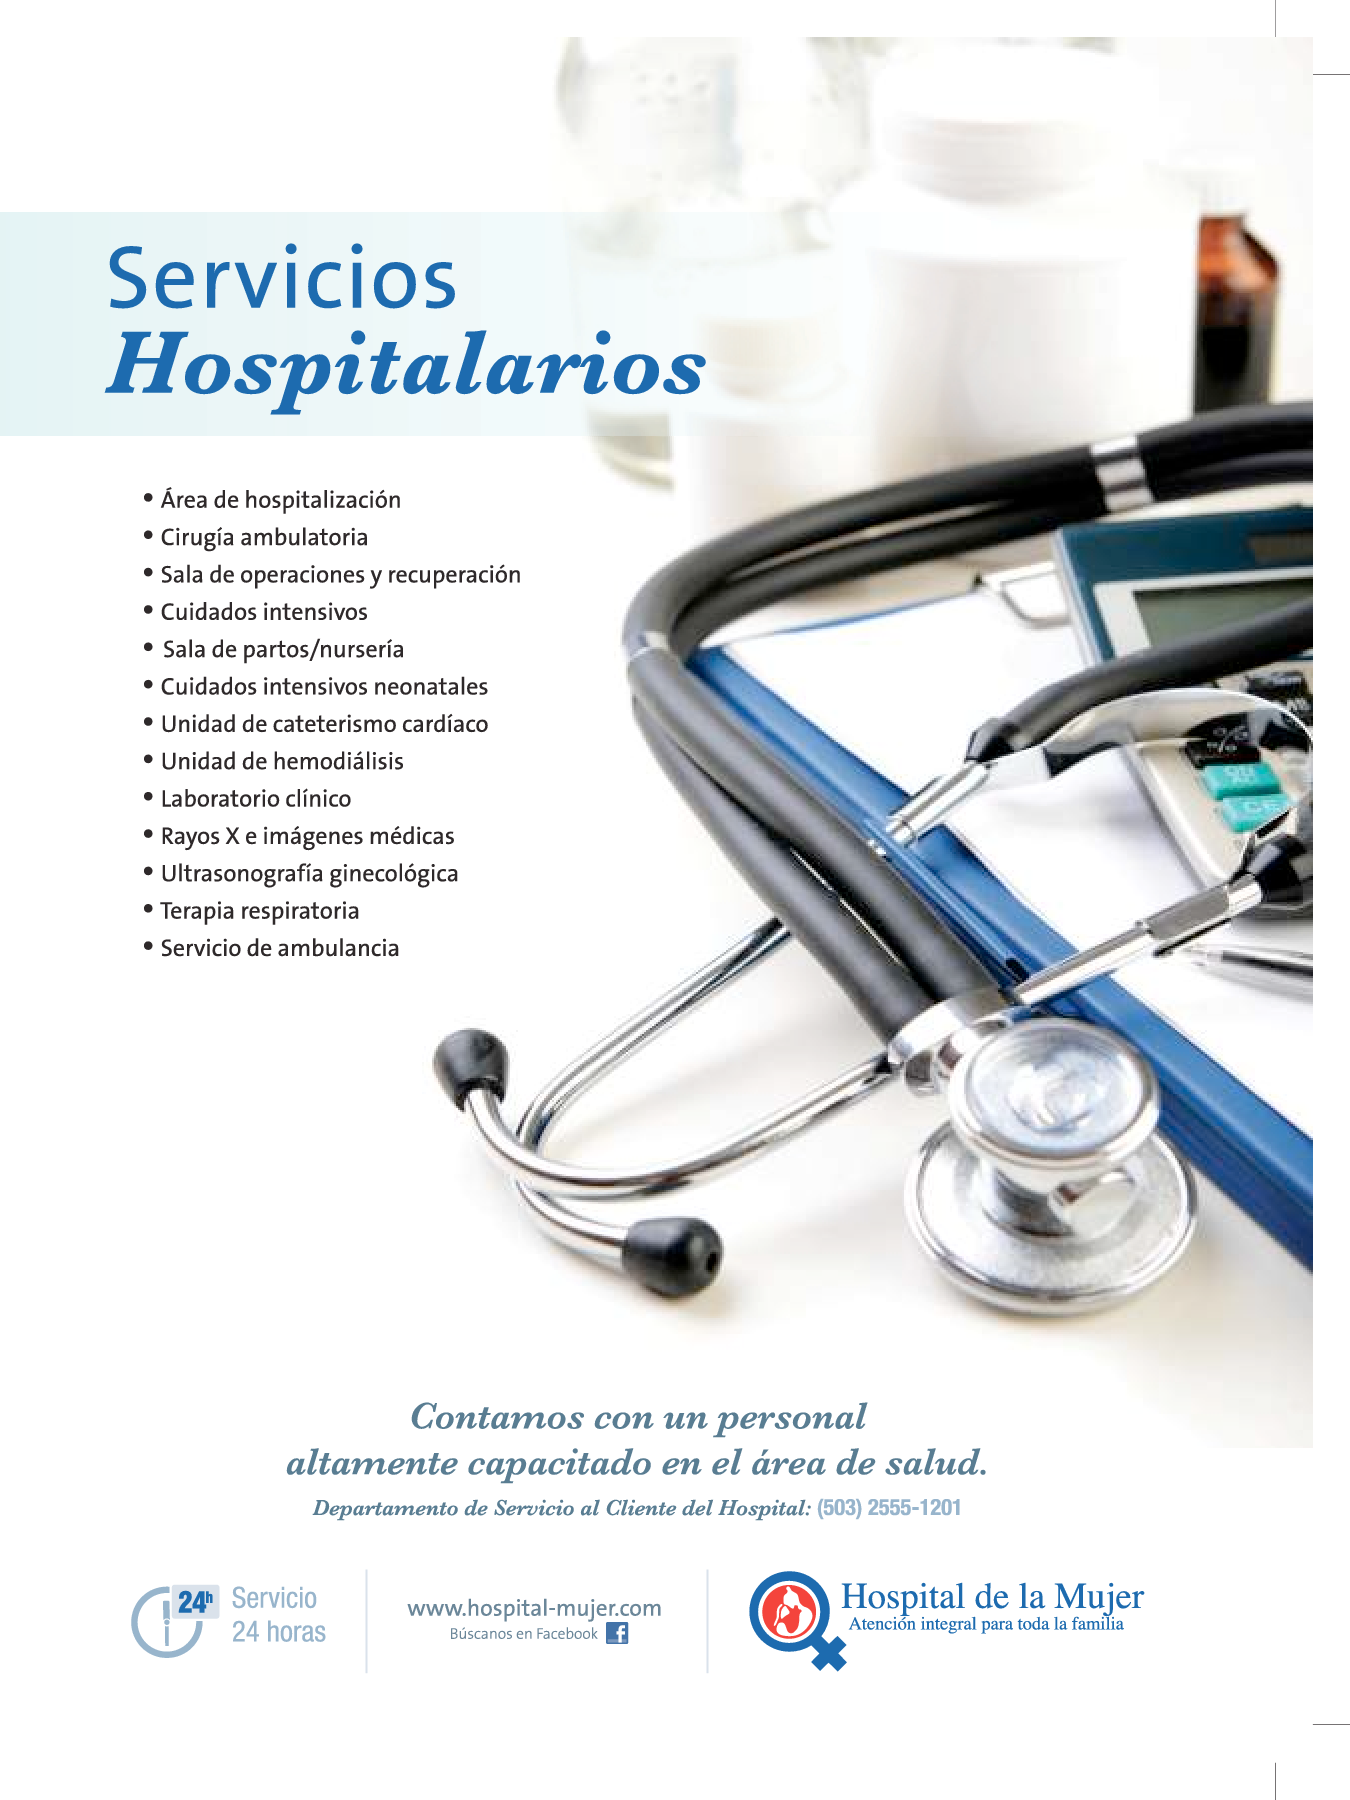 Servicios
Hospitalarios
• Área de hospitalización
• Cirugía ambulatoria
• Sala de operaciones y recuperación
• Cuidados intensivos
• Sala de partos/nursería
• Cuidados intensivos neonatales
• Unidad de cateterismo cardíaco
• Unidad de hemodiálisis
• Laboratorio clínico
• Rayos X e imágenes médicas
• Ultrasonografía ginecológica
• Terapia respiratoria
• Servicio de ambulancia
CE
Contamos con un personal
altamente capacitado en el área de salud.
Departamento de Servicio al Cliente del Hospital: (503) 2555-1201
24h
Servicio
24 horas
www.hospital-mujer.com
Búscanos en Facebook f
Hospital de la Mujer
Atención integral para toda la familia